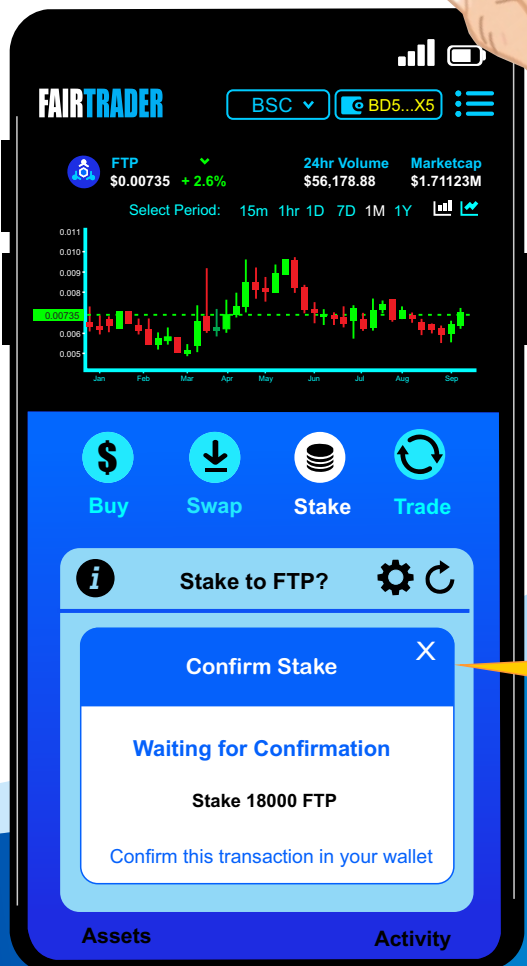 FAIRTRADER BSC BD5...X5
FTP 24hr Volume Marketcap
$0.00735 + 2.6% $56,178.88 $1.71123M
Select Period: 15m 1hr 1D 7D 1M 1Y
0.011
0.010
0.009
0.008
0.00735
0.006
0.005
Jan Feb Mar Apr May Jun Jul Aug Sep
$
Buy Swap Stake Trade
i Stake to FTP?
Confirm Stake X
Waiting for Confirmation
Stake 18000 FTP
Confirm this transaction in your wallet
Assets Activity